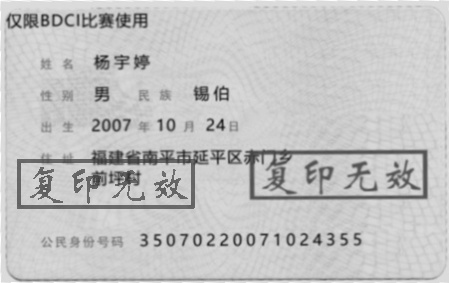 仅限BDCI比赛使用
姓名 杨宇婷
性别 男 民族 锡伯
出生 2007 年 10 月 24 日
住址 福建省南平市延平区赤门乡
前坪村
复印无效
复印无效
公民身份号码 35070220071024355